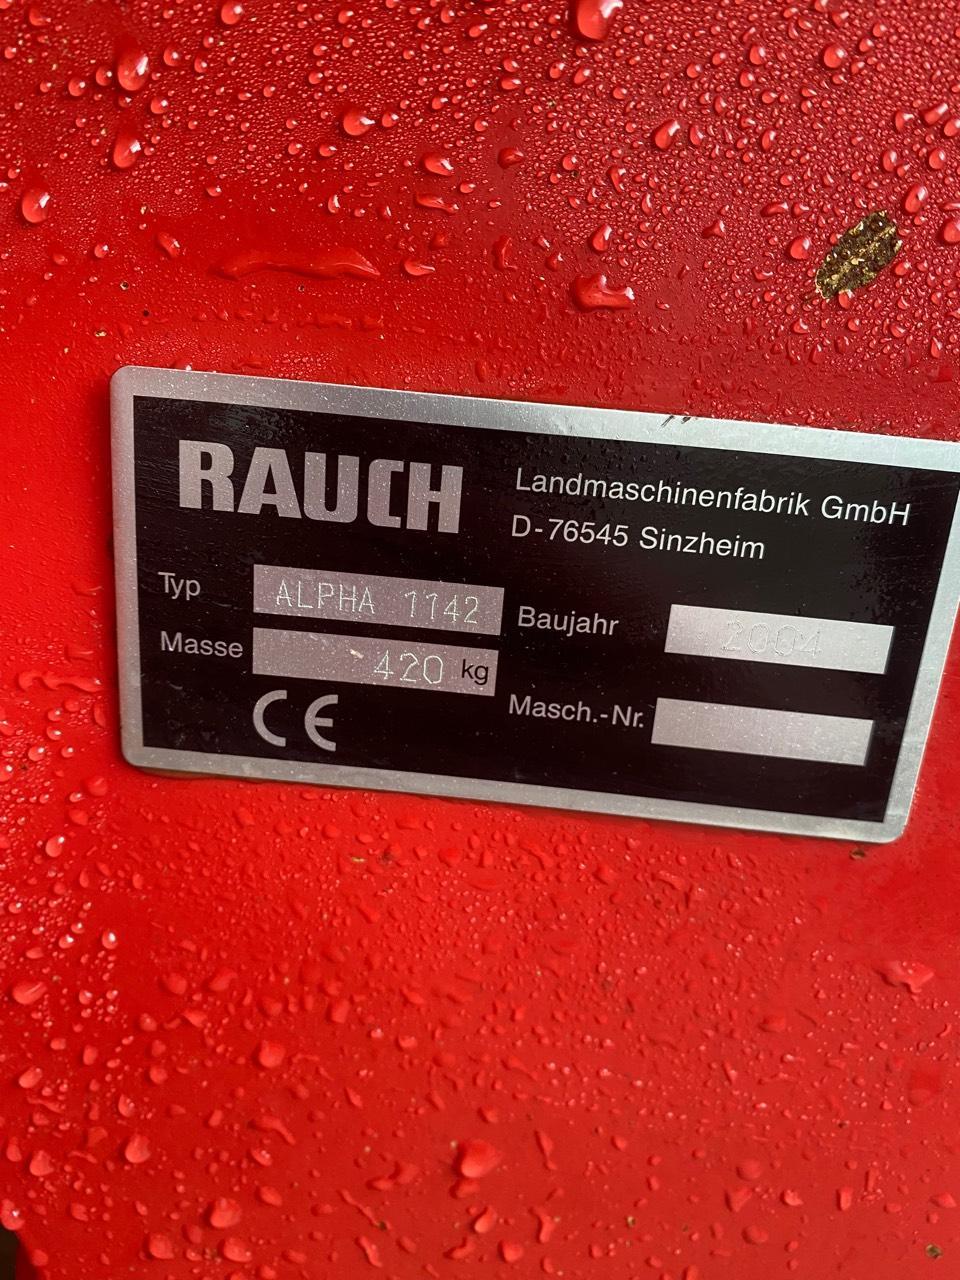 RAUCH
Landmaschinenfabrik GmbH
D-76545 Sinzheim
Typ ALPHA 1142
Baujahr 2004
Masse 420 kg
Masch.-Nr.
CE